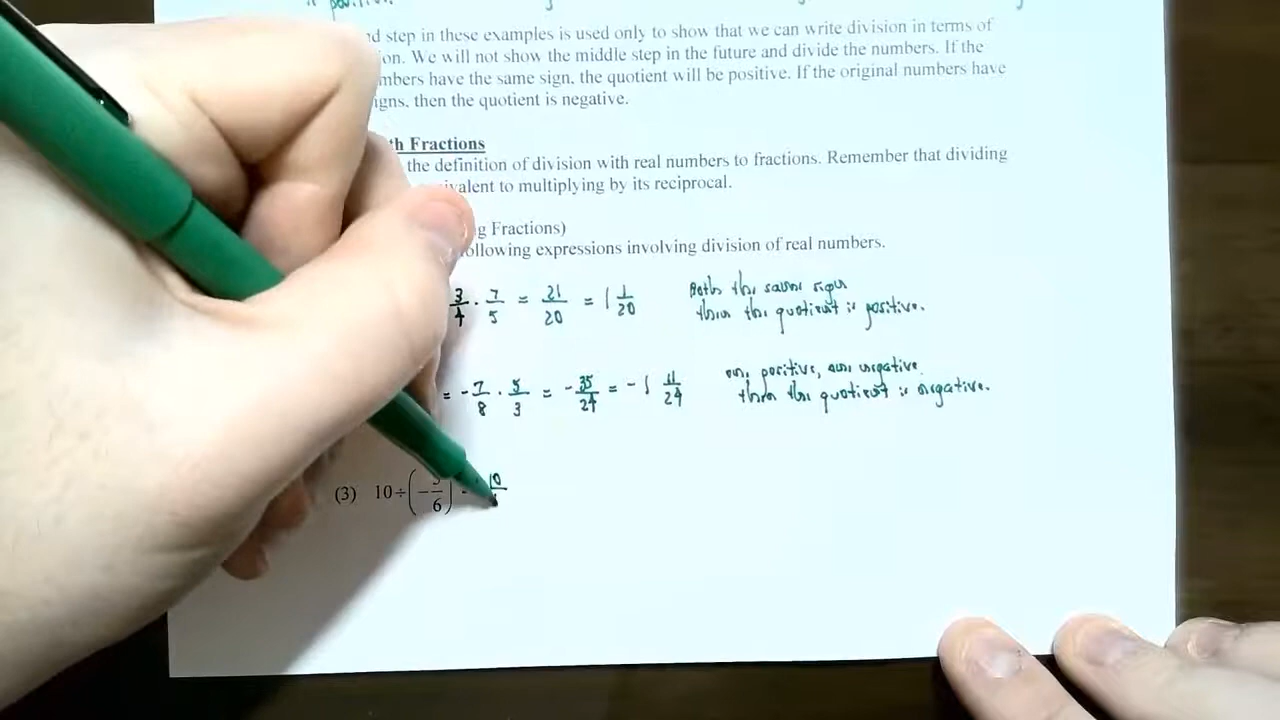 positive.
nd step in these examples is used only to show that we can write division in terms of
ion. We will not show the middle step in the future and divide the numbers. If the
mbers have the same sign, the quotient will be positive. If the original numbers have
igns, then the quotient is negative.
th Fractions
the definition of division with real numbers to fractions. Remember that dividing
ivalent to multiplying by its reciprocal.
g Fractions)
ollowing expressions involving division of real numbers.
3/4 · 7/5 = 21/20 = 1 1/20 Both the same sign
then the quotient is positive.
= -7/8 · 5/3 = -35/24 = -1 11/24 one positive, one negative.
then the quotient is negative.
(3) 10÷(-5/6) 10/